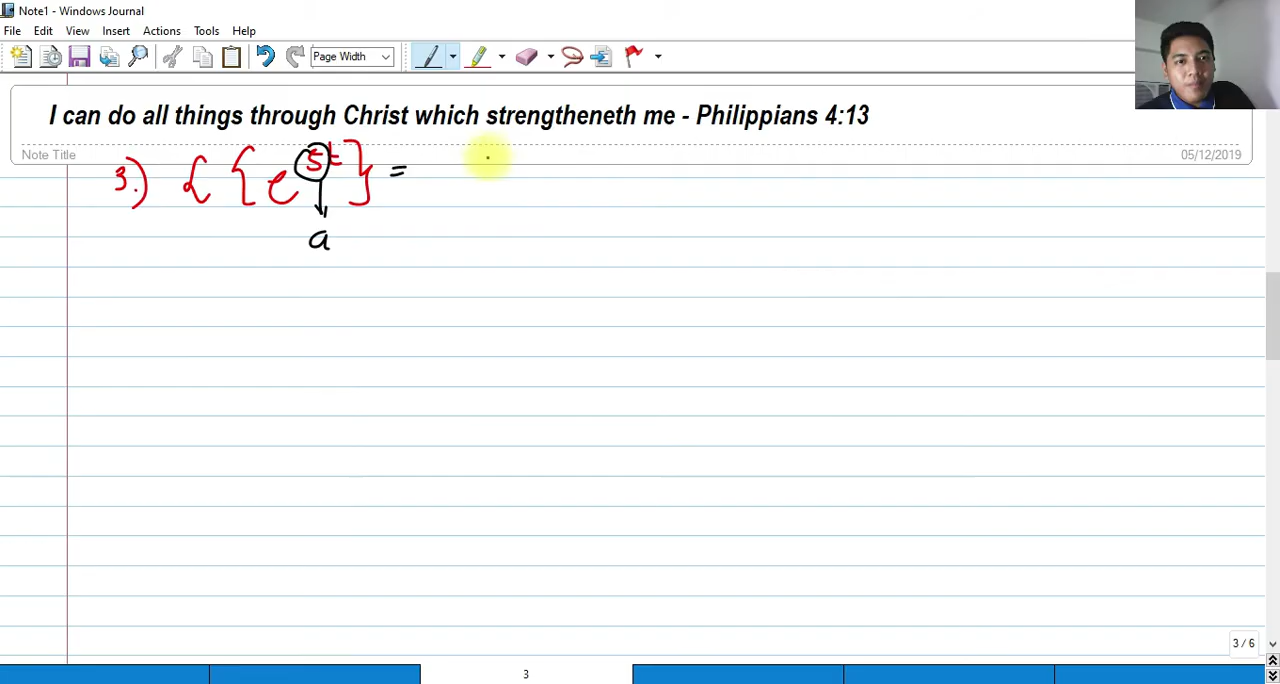 Note1 - Windows Journal
File Edit View Insert Actions Tools Help
Page Width
I can do all things through Christ which strengtheneth me - Philippians 4:13
Note Title
05/12/2019
3.) ℒ{e^{5t}} =
a
3 / 6
3